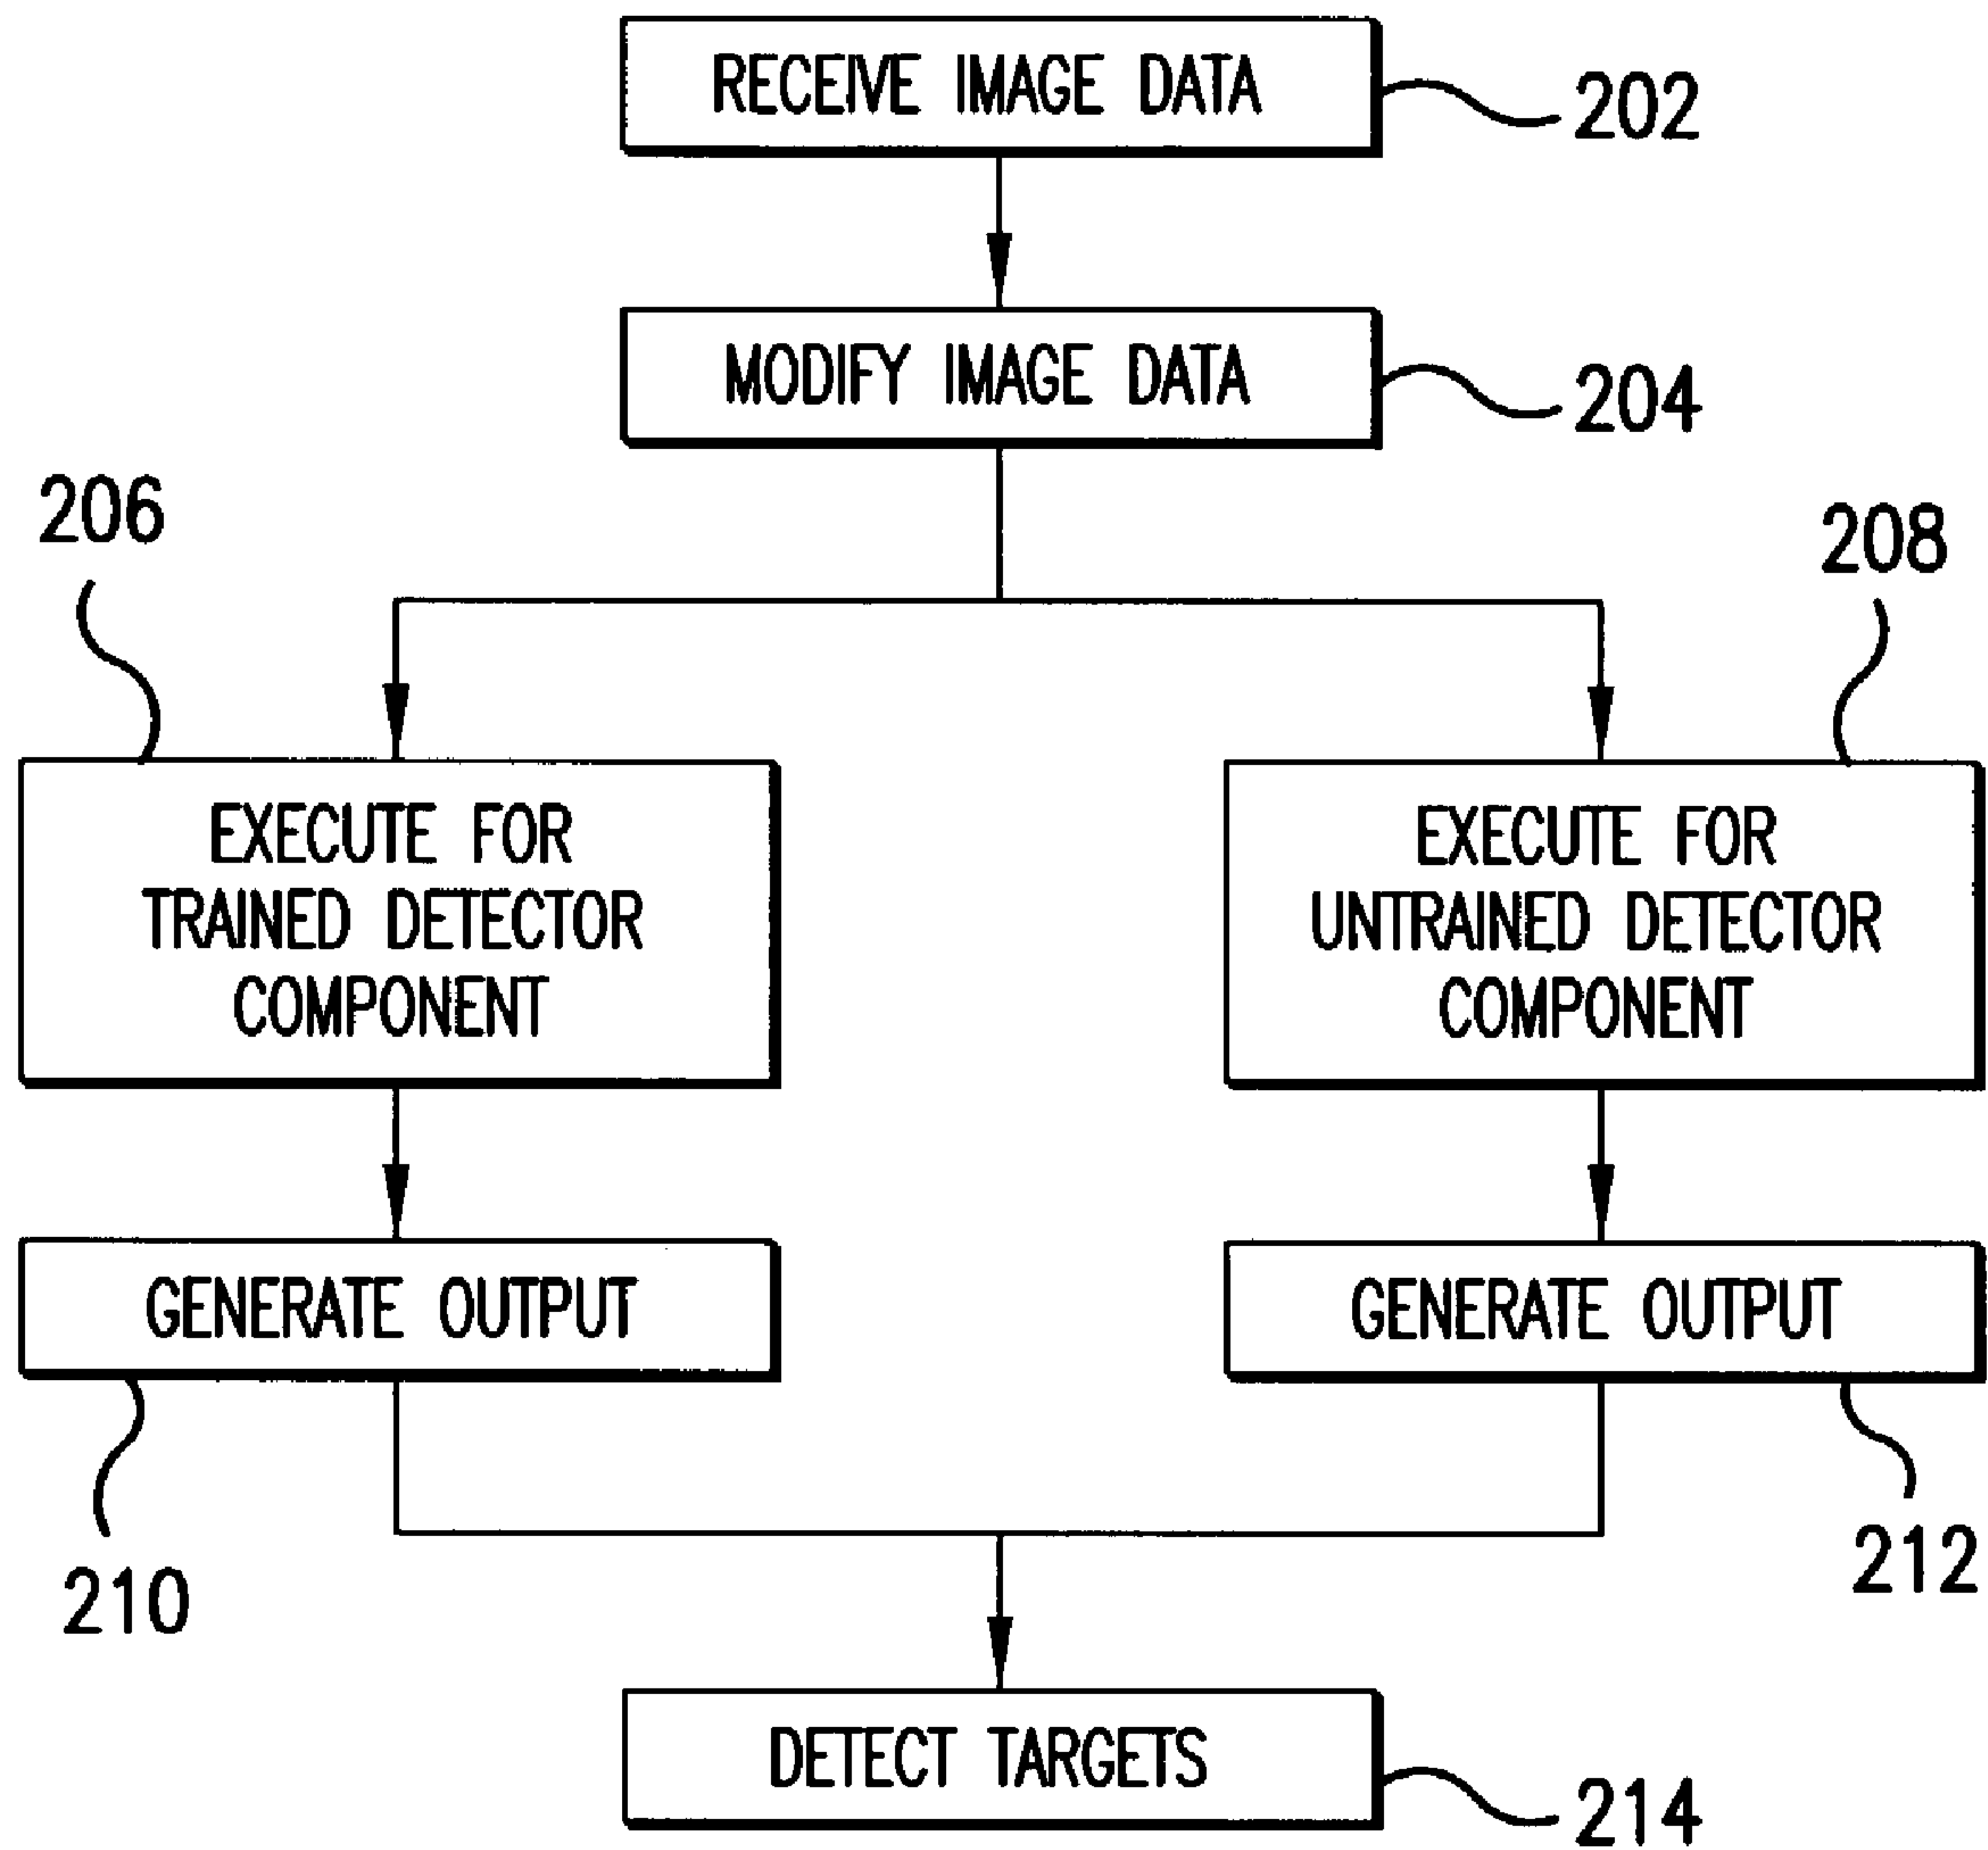 RECEIVE IMAGE DATA
202
MODIFY IMAGE DATA
204
206
208
EXECUTE FOR
TRAINED DETECTOR
COMPONENT
EXECUTE FOR
UNTRAINED DETECTOR
COMPONENT
GENERATE OUTPUT
GENERATE OUTPUT
210
212
DETECT TARGETS
214